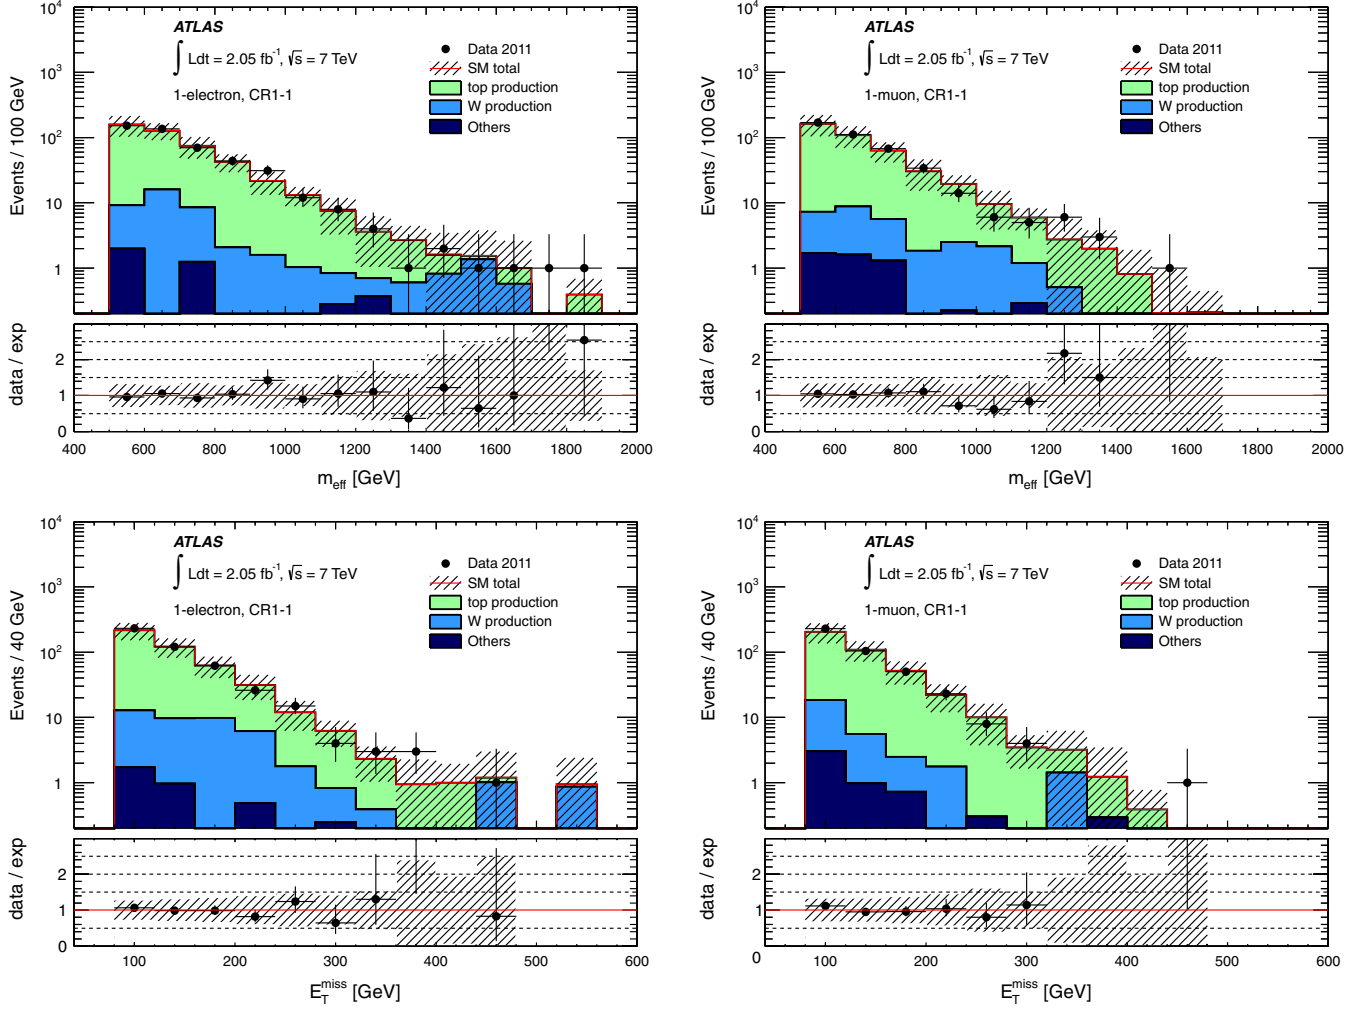 ATLAS
∫ Ldt = 2.05 fb⁻¹, √s = 7 TeV
1-electron, CR1-1
Data 2011
SM total
top production
W production
Others
Events / 100 GeV
10⁴
10³
10²
10
1
data / exp
2
1
0
400 600 800 1000 1200 1400 1600 1800 2000
m_eff [GeV]
ATLAS
∫ Ldt = 2.05 fb⁻¹, √s = 7 TeV
1-muon, CR1-1
Data 2011
SM total
top production
W production
Others
Events / 100 GeV
10⁴
10³
10²
10
1
data / exp
2
1
0
400 600 800 1000 1200 1400 1600 1800 2000
m_eff [GeV]
ATLAS
∫ Ldt = 2.05 fb⁻¹, √s = 7 TeV
1-electron, CR1-1
Data 2011
SM total
top production
W production
Others
Events / 40 GeV
10⁴
10³
10²
10
1
data / exp
2
1
0
100 200 300 400 500 600
E_T^miss [GeV]
ATLAS
∫ Ldt = 2.05 fb⁻¹, √s = 7 TeV
1-muon, CR1-1
Data 2011
SM total
top production
W production
Others
Events / 40 GeV
10⁴
10³
10²
10
1
data / exp
2
1
0
100 200 300 400 500 600
E_T^miss [GeV]